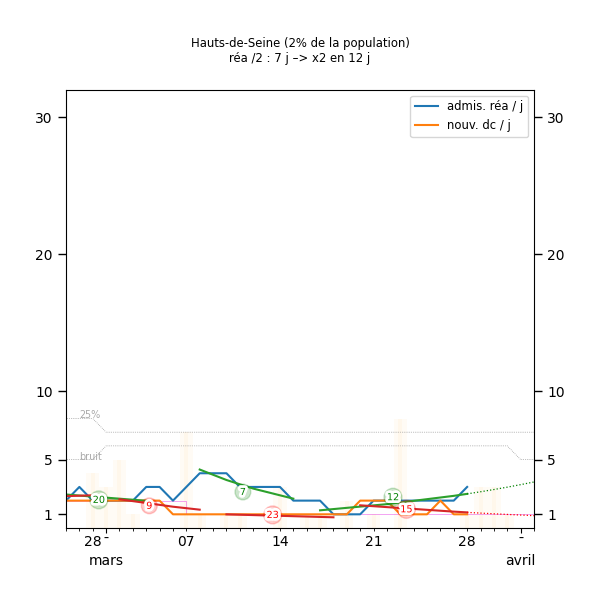 Hauts-de-Seine (2% de la population)
réa /2 : 7 j –> x2 en 12 j
admis. réa / j
nouv. dc / j
30 30
20 20
10 10
25%
5 5
bruit
7
20 12
9 15
23
1 1
28 - 07 14 21 28 -
mars avril